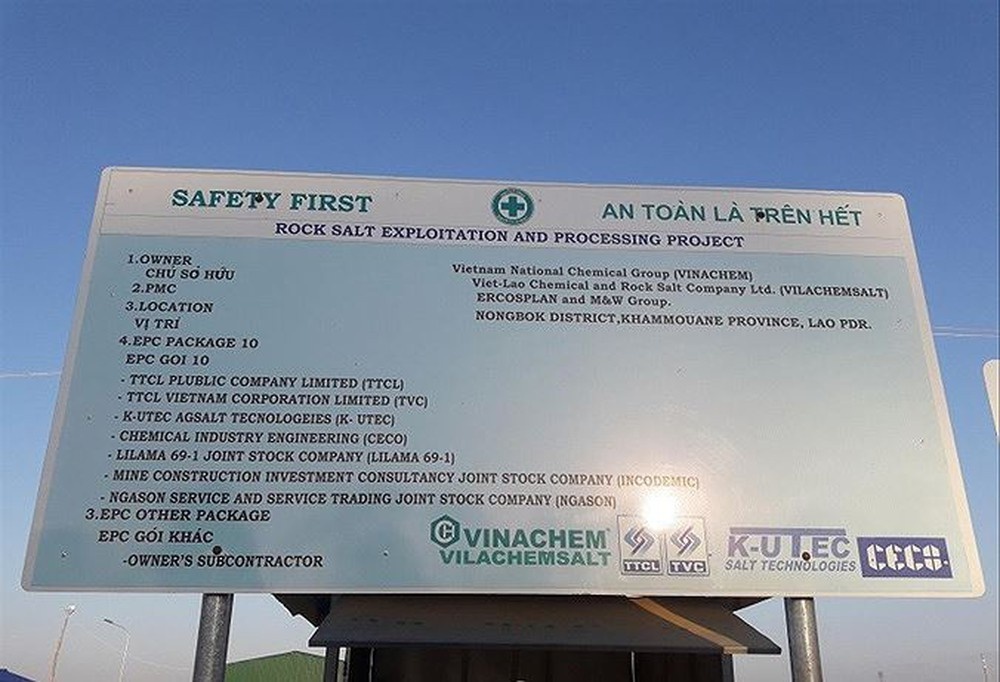 SAFETY FIRST
AN TOÀN LÀ TRÊN HẾT
ROCK SALT EXPLOITATION AND PROCESSING PROJECT
1.OWNER
CHỦ SỞ HỮU
Vietnam National Chemical Group (VINACHEM)
Viet-Lao Chemical and Rock Salt Company Ltd. (VILACHEMSALT)
2.PMC
ERCOSPLAN and M&W Group.
3.LOCATION
VỊ TRÍ
NONGBOK DISTRICT,KHAMMOUANE PROVINCE, LAO PDR.
4.EPC PACKAGE 10
EPC GOI 10
- TTCL PLUBLIC COMPANY LIMITED (TTCL)
- TTCL VIETNAM CORPORATION LIMITED (TVC)
- K-UTEC AGSALT TECNOLOGEIES (K- UTEC)
- CHEMICAL INDUSTRY ENGINEERING (CECO)
- LILAMA 69-1 JOINT STOCK COMPANY (LILAMA 69-1)
- MINE CONSTRUCTION INVESTMENT CONSULTANCY JOINT STOCK COMPANY (INCODEMIC)
- NGASON SERVICE AND SERVICE TRADING JOINT STOCK COMPANY (NGASON)
3.EPC OTHER PACKAGE
EPC GÓI KHÁC
-OWNER'S SUBCONTRACTOR
VINACHEM
VILACHEMSALT
TTCL
TVC
K-UTEC
SALT TECHNOLOGIES
CECO